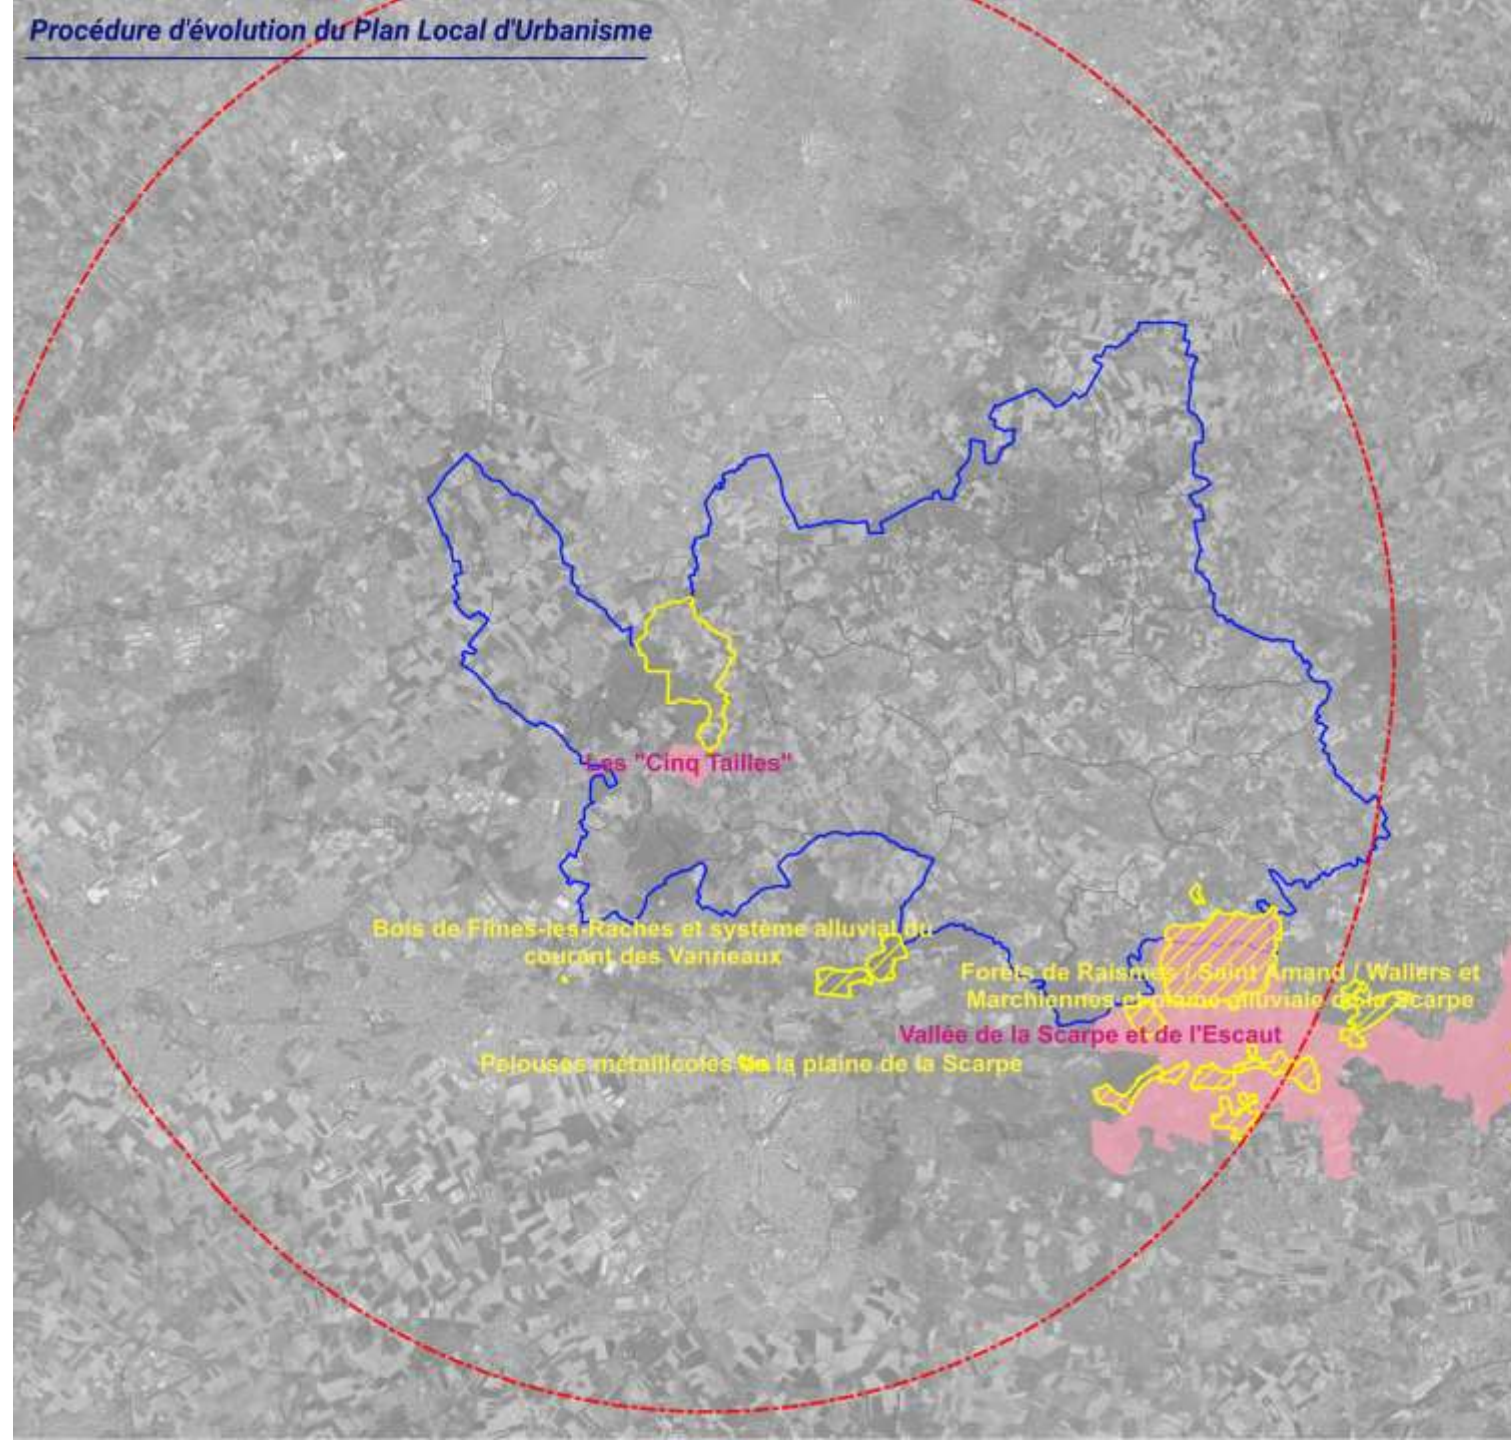 Procédure d'évolution du Plan Local d'Urbanisme
Les "Cinq Tailles"
Bois de Flines-les-Raches et système alluvial du
courant des Vanneaux
Forêts de Raismes / Saint Amand / Wallers et
Marchiennes et plaine alluviale de la Scarpe
Vallée de la Scarpe et de l'Escaut
Pelouses métallicoles de la plaine de la Scarpe